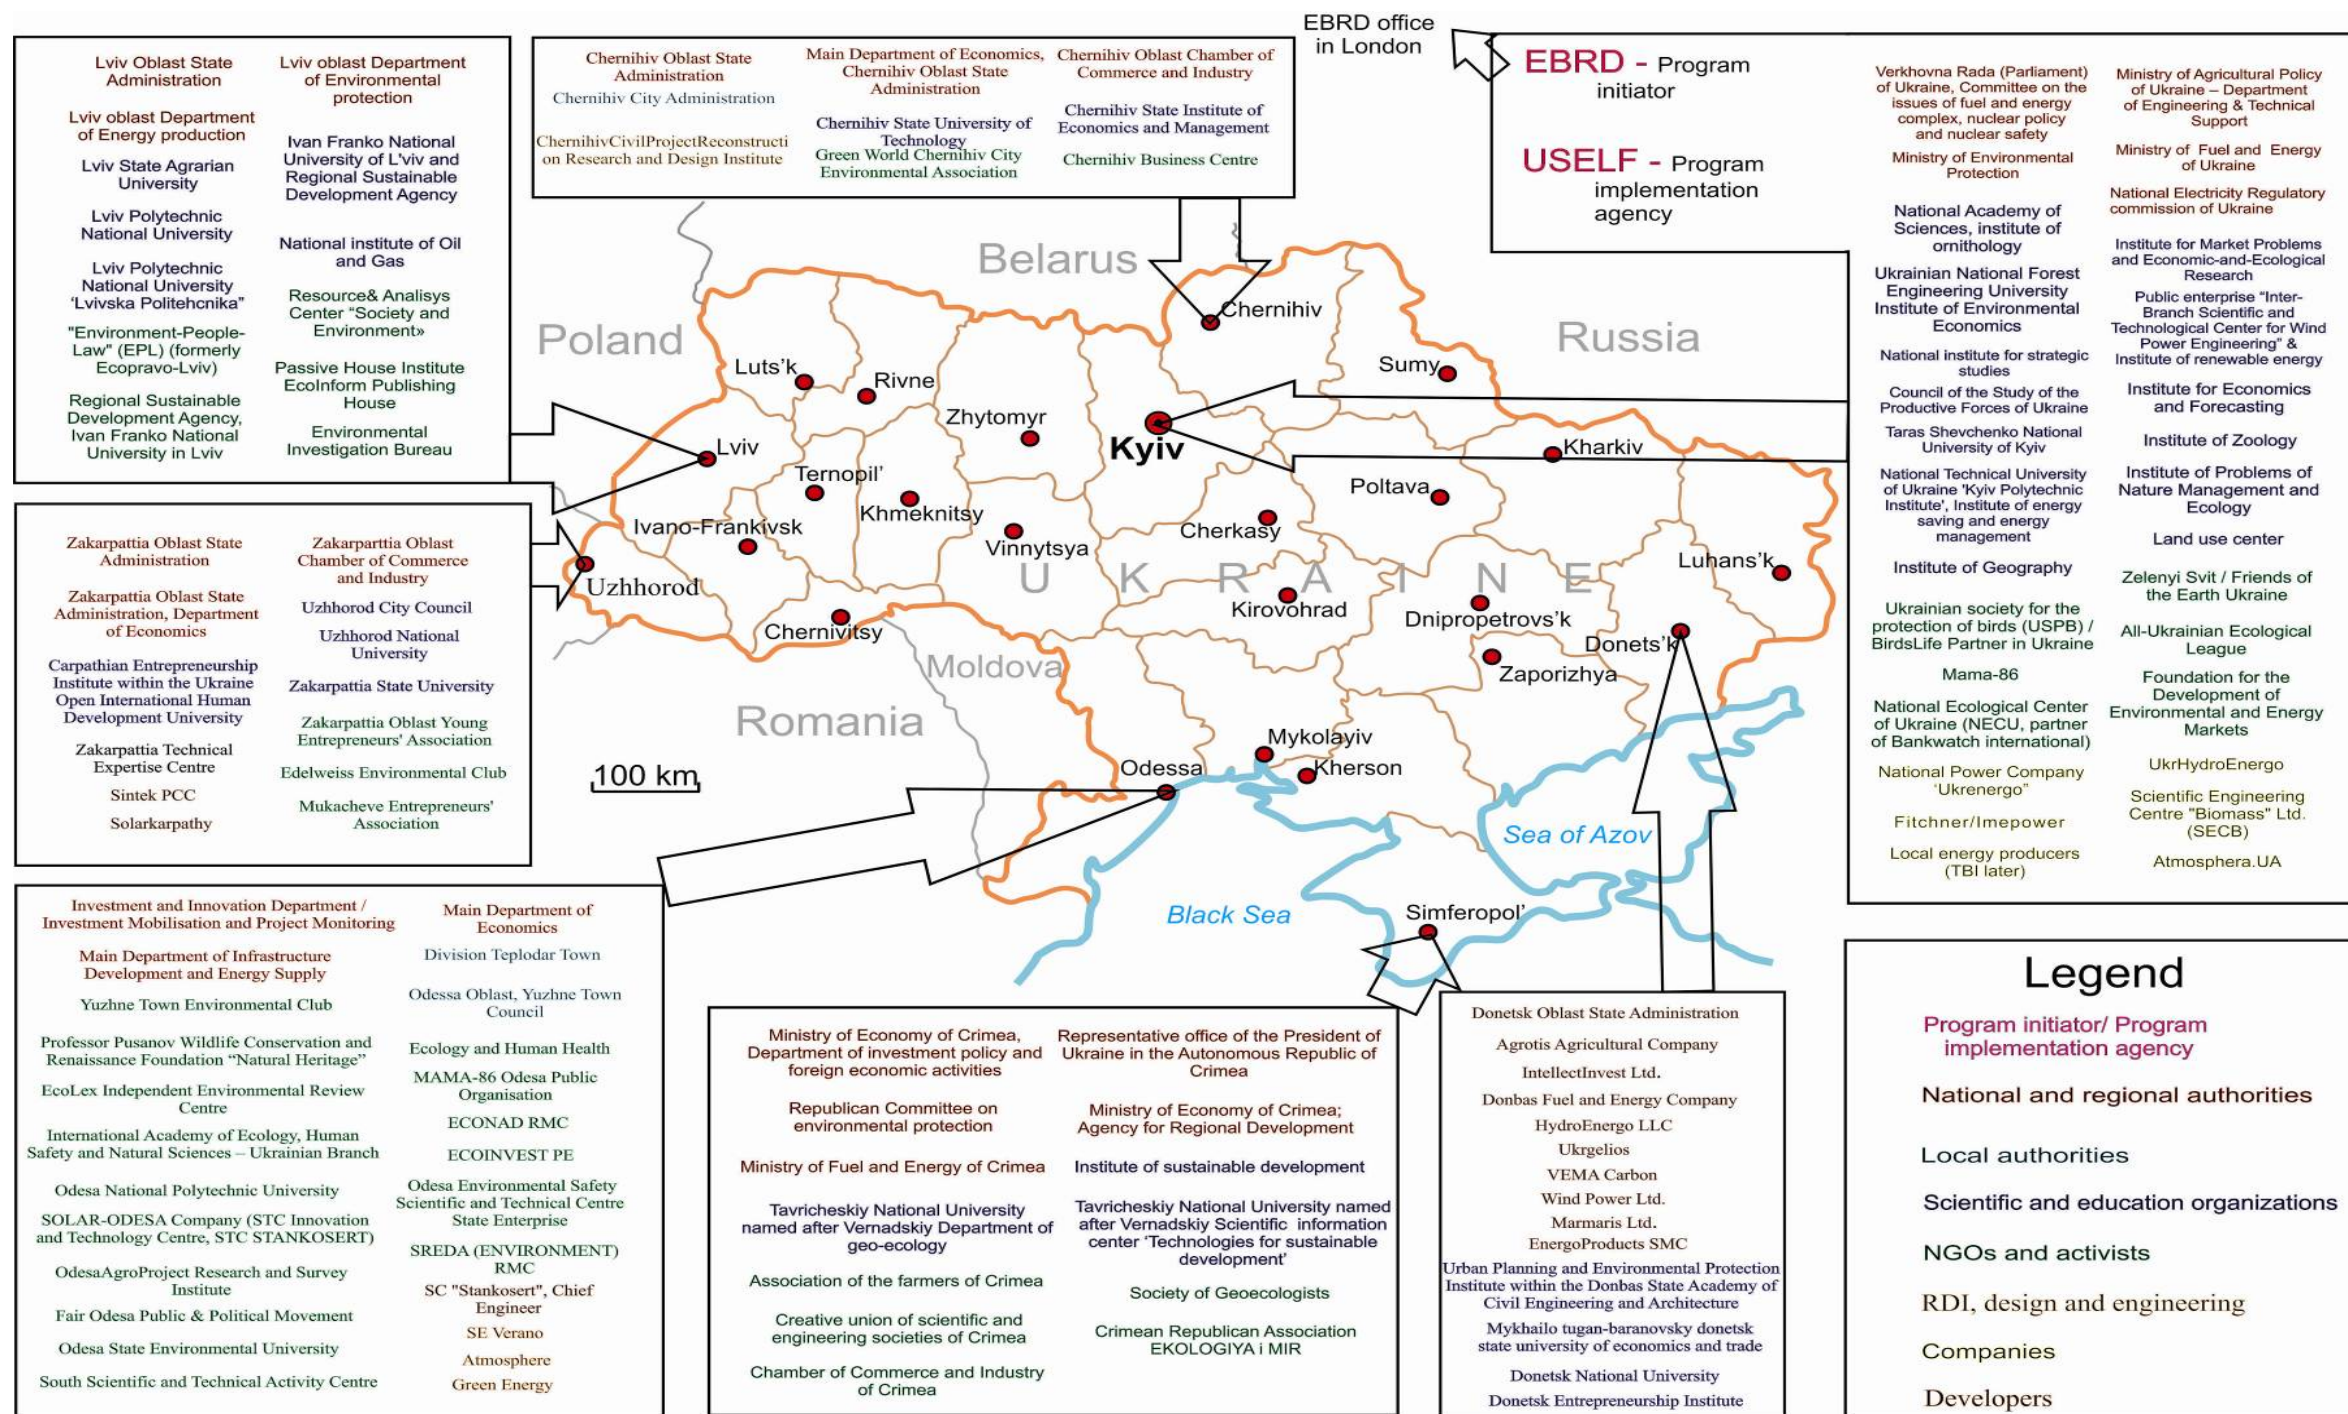 EBRD office
in London
Lviv Oblast State
Administration
Lviv oblast Department
of Energy production
Lviv State Agrarian
University
Lviv Polytechnic
National University
Lviv Polytechnic
National University
‘Lvivska Politehcnika”
"Environment-People-
Law" (EPL) (formerly
Ecopravo-Lviv)
Regional Sustainable
Development Agency,
Ivan Franko National
University in Lviv
Lviv oblast Department
of Environmental
protection
Ivan Franko National
University of L'viv and
Regional Sustainable
Development Agency
National institute of Oil
and Gas
Resource& Analisys
Center “Society and
Environment»
Passive House Institute
EcoInform Publishing
House
Environmental
Investigation Bureau
Chernihiv Oblast State
Administration
Chernihiv City Administration
ChernihivCivilProjectReconstructi
on Research and Design Institute
Main Department of Economics,
Chernihiv Oblast State
Administration
Chernihiv State University of
Technology
Green World Chernihiv City
Environmental Association
Chernihiv Oblast Chamber of
Commerce and Industry
Chernihiv State Institute of
Economics and Management
Chernihiv Business Centre
EBRD - Program
initiator
USELF - Program
implementation
agency
Verkhovna Rada (Parliament)
of Ukraine, Committee on the
issues of fuel and energy
complex, nuclear policy
and nuclear safety
Ministry of Environmental
Protection
National Academy of
Sciences, institute of
ornithology
Ukrainian National Forest
Engineering University
Institute of Environmental
Economics
National institute for strategic
studies
Council of the Study of the
Productive Forces of Ukraine
Taras Shevchenko National
University of Kyiv
National Technical University
of Ukraine 'Kyiv Polytechnic
Institute', Institute of energy
saving and energy
management
Institute of Geography
Ukrainian society for the
protection of birds (USPB) /
BirdsLife Partner in Ukraine
Mama-86
National Ecological Center
of Ukraine (NECU, partner
of Bankwatch international)
National Power Company
‘Ukrenergo”
Fitchner/Imepower
Local energy producers
(TBI later)
Ministry of Agricultural Policy
of Ukraine – Department
of Engineering & Technical
Support
Ministry of Fuel and Energy
of Ukraine
National Electricity Regulatory
commission of Ukraine
Institute for Market Problems
and Economic-and-Ecological
Research
Public enterprise “Inter-
Branch Scientific and
Technological Center for Wind
Power Engineering” &
Institute of renewable energy
Institute for Economics
and Forecasting
Institute of Zoology
Institute of Problems of
Nature Management and
Ecology
Land use center
Zelenyi Svit / Friends of
the Earth Ukraine
All-Ukrainian Ecological
League
Foundation for the
Development of
Environmental and Energy
Markets
UkrHydroEnergo
Scientific Engineering
Centre "Biomass" Ltd.
(SECB)
Atmosphera.UA
Belarus
Poland
Russia
Chernihiv
Luts’k
Rivne
Sumy
Zhytomyr
Kyiv
Lviv
Kharkiv
Ternopil’
Poltava
Khmeknitsy
Ivano-Frankivsk
Cherkasy
Vinnytsya
Luhans’k
Uzhhorod
U K R A I N E
Kirovohrad
Dnipropetrovs’k
Chernivitsy
Donets’k
Moldova
Zaporizhya
Romania
Mykolayiv
Odessa
Kherson
100 km
Sea of Azov
Black Sea
Simferopol’
Zakarpattia Oblast State
Administration
Zakarpattia Oblast State
Administration, Department
of Economics
Carpathian Entrepreneurship
Institute within the Ukraine
Open International Human
Development University
Zakarpattia Technical
Expertise Centre
Sintek PCC
Solarkarpathy
Zakarparttia Oblast
Chamber of Commerce
and Industry
Uzhhorod City Council
Uzhhorod National
University
Zakarpattia State University
Zakarpattia Oblast Young
Entrepreneurs' Association
Edelweiss Environmental Club
Mukacheve Entrepreneurs'
Association
Investment and Innovation Department /
Investment Mobilisation and Project Monitoring
Main Department of Infrastructure
Development and Energy Supply
Yuzhne Town Environmental Club
Professor Pusanov Wildlife Conservation and
Renaissance Foundation “Natural Heritage”
EcoLex Independent Environmental Review
Centre
International Academy of Ecology, Human
Safety and Natural Sciences – Ukrainian Branch
Odesa National Polytechnic University
SOLAR-ODESA Company (STC Innovation
and Technology Centre, STC STANKOSERT)
OdesaAgroProject Research and Survey
Institute
Fair Odesa Public & Political Movement
Odesa State Environmental University
South Scientific and Technical Activity Centre
Main Department of
Economics
Division Teplodar Town
Odessa Oblast, Yuzhne Town
Council
Ecology and Human Health
MAMA-86 Odesa Public
Organisation
ECONAD RMC
ECOINVEST PE
Odesa Environmental Safety
Scientific and Technical Centre
State Enterprise
SREDA (ENVIRONMENT)
RMC
SC "Stankosert", Chief
Engineer
SE Verano
Atmosphere
Green Energy
Ministry of Economy of Crimea,
Department of investment policy and
foreign economic activities
Republican Committee on
environmental protection
Ministry of Fuel and Energy of Crimea
Tavricheskiy National University
named after Vernadskiy Department of
geo-ecology
Association of the farmers of Crimea
Creative union of scientific and
engineering societies of Crimea
Chamber of Commerce and Industry
of Crimea
Representative office of the President of
Ukraine in the Autonomous Republic of
Crimea
Ministry of Economy of Crimea;
Agency for Regional Development
Institute of sustainable development
Tavricheskiy National University named
after Vernadskiy Scientific information
center ‘Technologies for sustainable
development’
Society of Geoecologists
Crimean Republican Association
EKOLOGIYA i MIR
Donetsk Oblast State Administration
Agrotis Agricultural Company
IntellectInvest Ltd.
Donbas Fuel and Energy Company
HydroEnergo LLC
Ukrgelios
VEMA Carbon
Wind Power Ltd.
Marmaris Ltd.
EnergoProducts SMC
Urban Planning and Environmental Protection
Institute within the Donbas State Academy of
Civil Engineering and Architecture
Mykhailo tugan-baranovsky donetsk
state university of economics and trade
Donetsk National University
Donetsk Entrepreneurship Institute
Legend
Program initiator/ Program
implementation agency
National and regional authorities
Local authorities
Scientific and education organizations
NGOs and activists
RDI, design and engineering
Companies
Developers